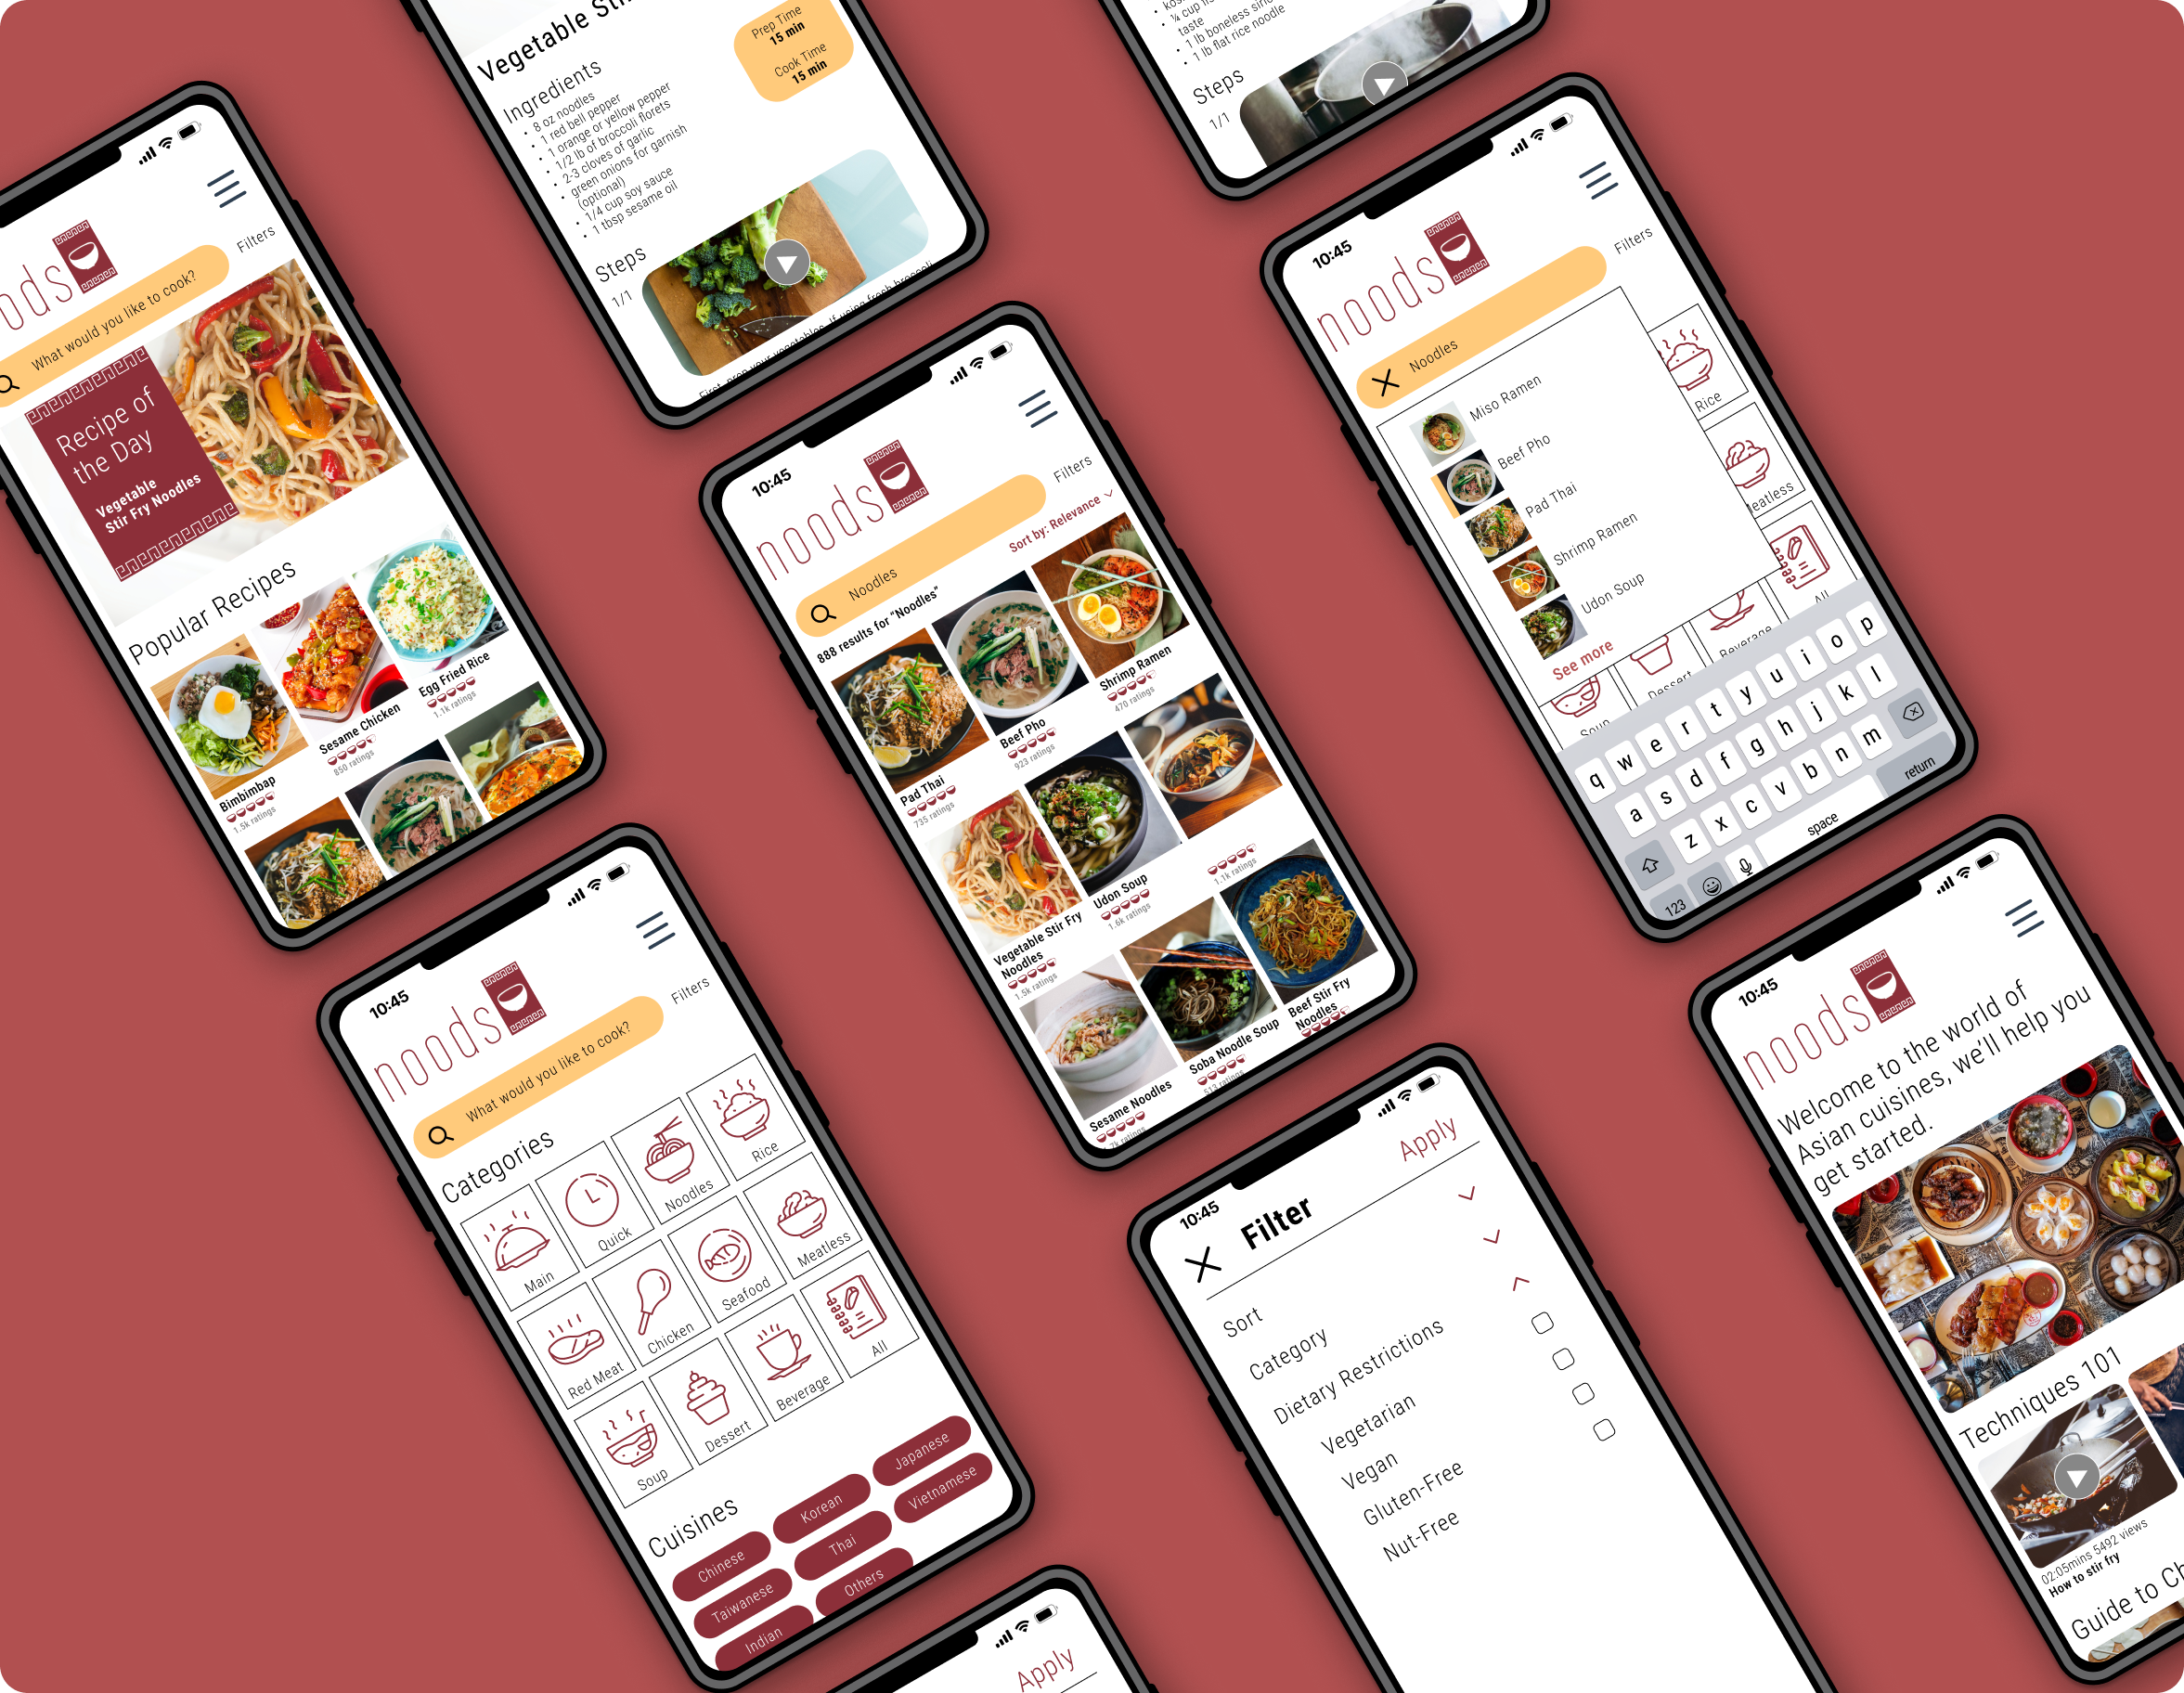 noods
Filters
What would you like to cook?
Recipe of
the Day
Vegetable
Stir Fry Noodles
Popular Recipes
Bimbimbap
1.5k ratings
Sesame Chicken
850 ratings
Egg Fried Rice
1.1k ratings
Vegetable
Prep Time
15 min
Cook Time
15 min
Ingredients
• 8 oz noodles
• 1 red bell pepper
• 1 orange or yellow pepper
• 1/2 lb of broccoli florets
• 2-3 cloves of garlic
• green onions for garnish
(optional)
• 1/4 cup soy sauce
• 1 tbsp sesame oil
Steps
1/1
First, prep your vegetables. If using fresh broccoli
taste
• 1 lb boneless
• 1 lb flat rice noodle
Steps
1/1
10:45
noods
Filters
Noodles
Miso Ramen
Beef Pho
Pad Thai
Shrimp Ramen
Udon Soup
See more
Rice
eatless
All
Beverage
Dessert
Soup
q w e r t y u i o p
a s d f g h j k l
z x c v b n m
123
space
return
10:45
noods
Filters
Noodles
Sort by: Relevance
888 results for "Noodles"
Pad Thai
735 ratings
Beef Pho
923 ratings
Shrimp Ramen
470 ratings
Vegetable Stir Fry
Noodles
1.5k ratings
Udon Soup
1.6k ratings
1.1k ratings
Sesame Noodles
Soba Noodle Soup
513 ratings
Beef Stir Fry
Noodles
10:45
noods
Filters
What would you like to cook?
Categories
Main
Quick
Noodles
Rice
Red Meat
Chicken
Seafood
Meatless
Soup
Dessert
Beverage
All
Cuisines
Chinese
Korean
Japanese
Taiwanese
Thai
Vietnamese
Indian
Others
10:45
Filter
Apply
Sort
Category
Dietary Restrictions
Vegetarian
Vegan
Gluten-Free
Nut-Free
10:45
noods
Welcome to the world of
Asian cuisines, we'll help you
get started.
Techniques 101
02:05mins 5492 views
How to stir fry
Guide to Ch
Apply